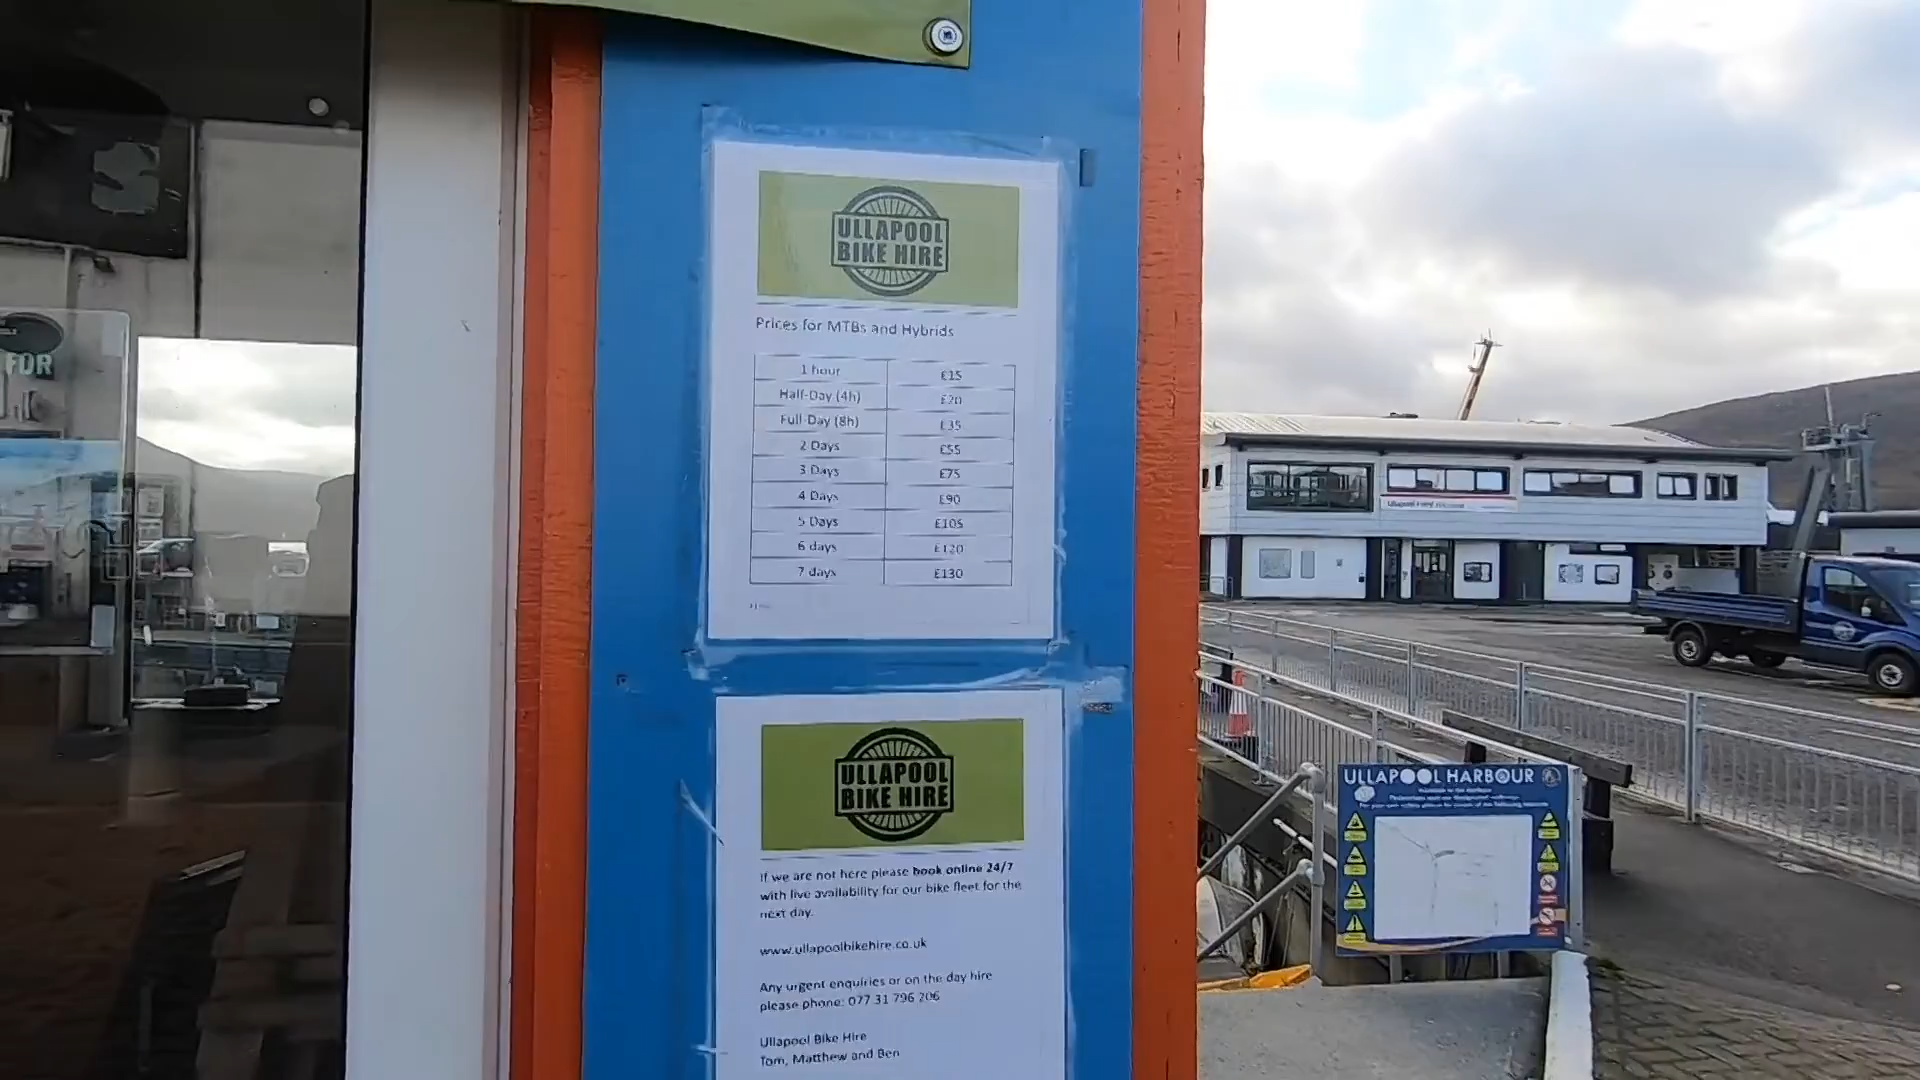 ULLAPOOL
BIKE HIRE
Prices for MTBs and Hybrids
1 hour £15
Half-Day (4h) £20
Full-Day (8h) £35
2 Days £55
3 Days £75
4 Days £90
5 Days £105
6 days £120
7 days £130
ULLAPOOL
BIKE HIRE
If we are not here please book online 24/7
with live availability for our bike fleet for the
next day.
www.ullapoolbikehire.co.uk
Any urgent enquiries or on the day hire
please phone: 077 31 796 206
Ullapool Bike Hire
Tom, Matthew and Ben
FOR
ULLAPOOL HARBOUR